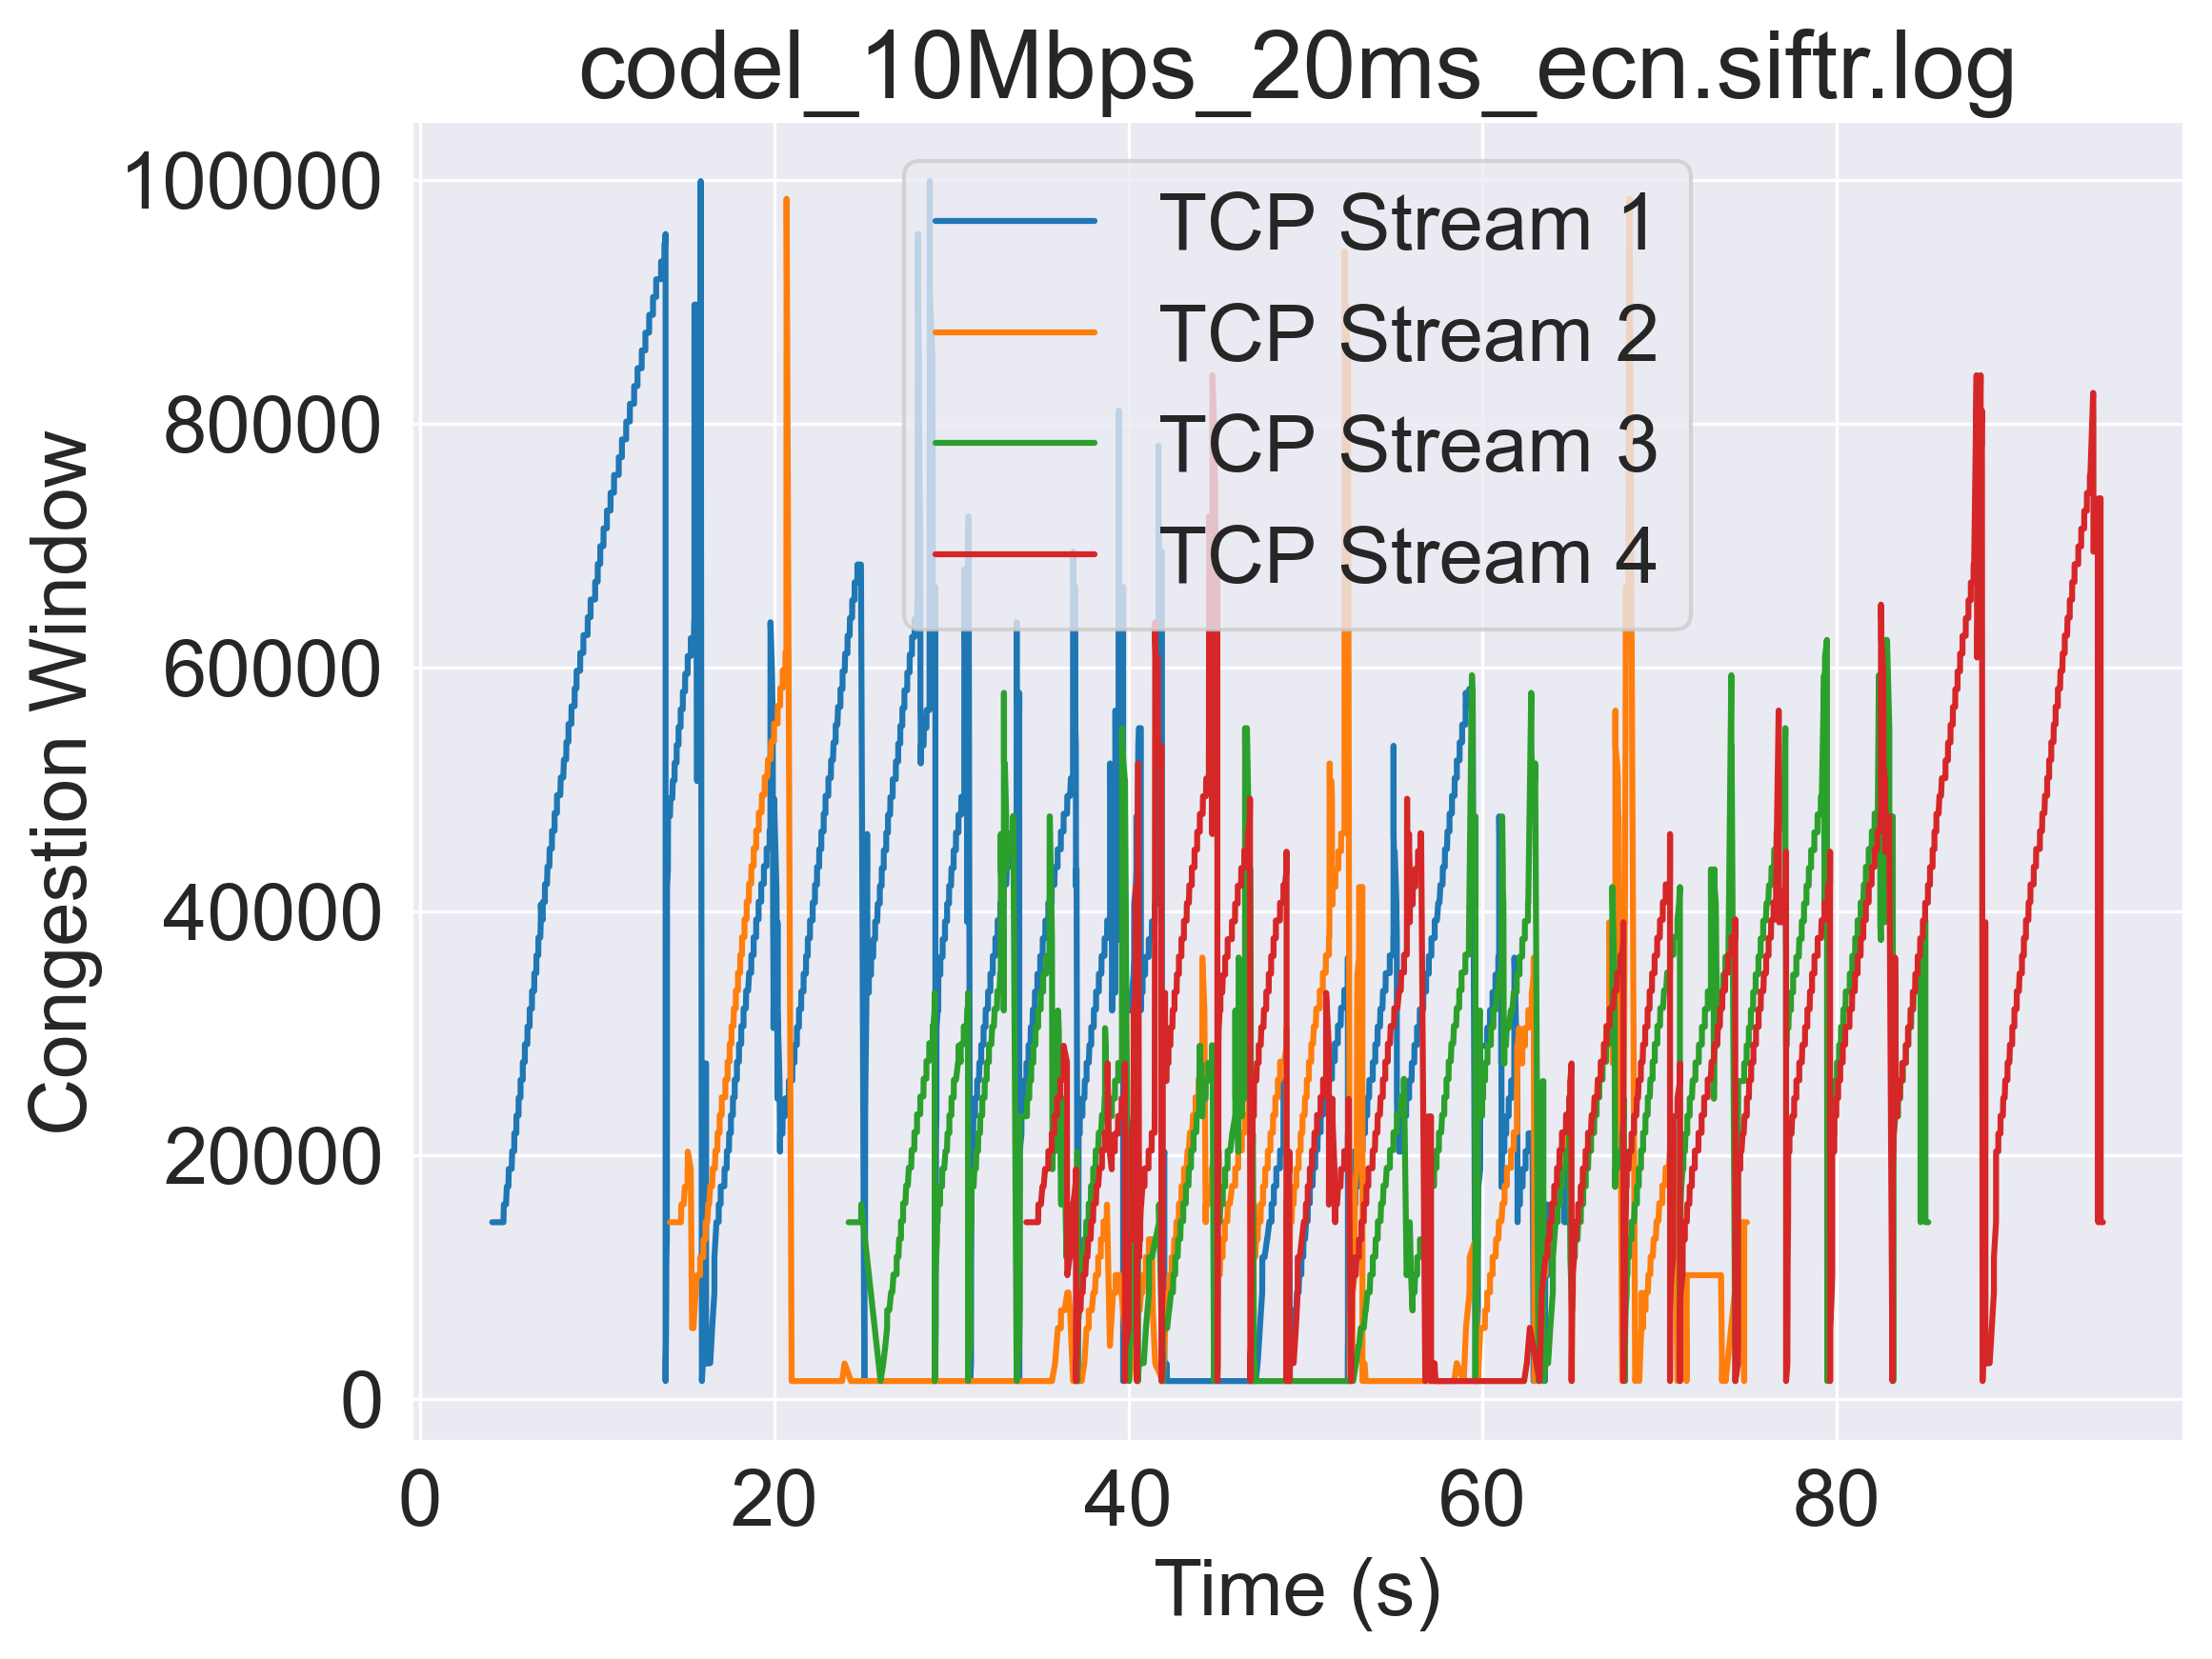 codel_10Mbps_20ms_ecn.siftr.log
Congestion Window
100000
80000
60000
40000
20000
0
TCP Stream 1
TCP Stream 2
TCP Stream 3
TCP Stream 4
0 20 40 60 80
Time (s)